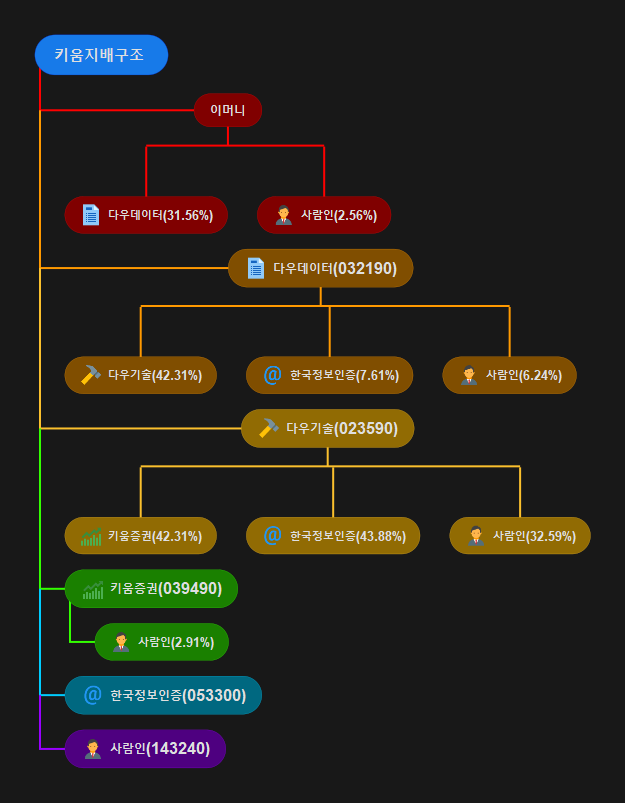 키움지배구조
이머니
다우데이터(31.56%)
사람인(2.56%)
다우데이터(032190)
다우기술(42.31%)
한국정보인증(7.61%)
사람인(6.24%)
다우기술(023590)
키움증권(42.31%)
한국정보인증(43.88%)
사람인(32.59%)
키움증권(039490)
사람인(2.91%)
한국정보인증(053300)
사람인(143240)